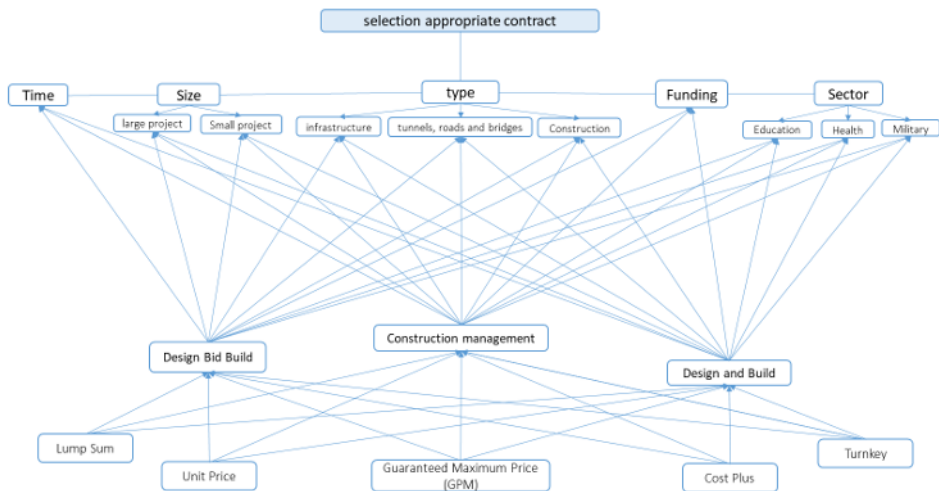 selection appropriate contract
Time
Size
type
Funding
Sector
large project
Small project
infrastructure
tunnels, roads and bridges
Construction
Education
Health
Military
Design Bid Build
Construction management
Design and Build
Lump Sum
Unit Price
Guaranteed Maximum Price
(GPM)
Cost Plus
Turnkey